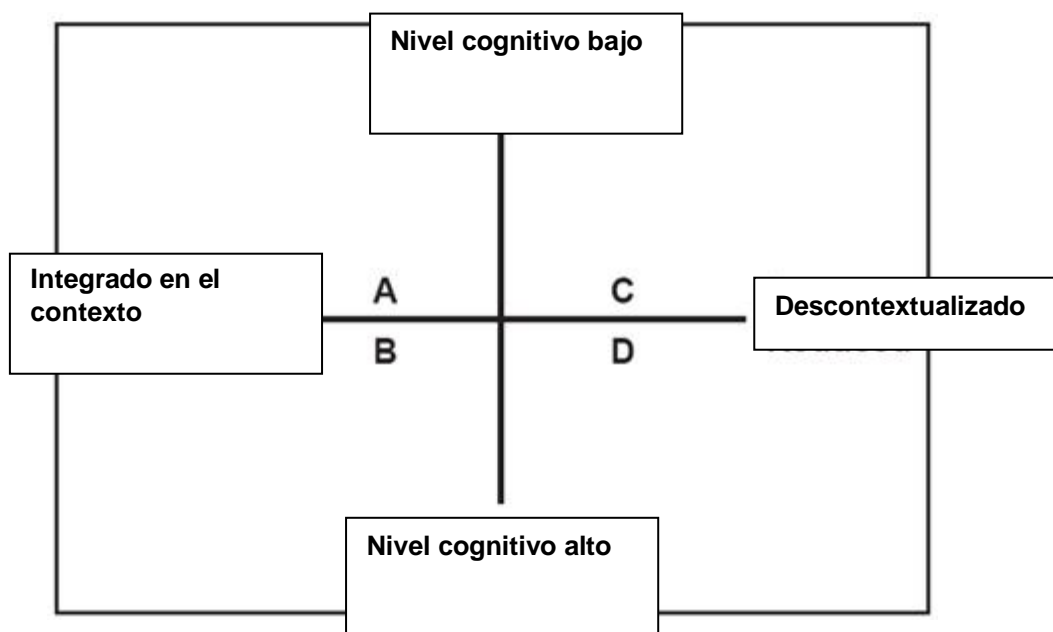 Nivel cognitivo bajo
Integrado en el
contexto
A
C
Descontextualizado
B
D
Nivel cognitivo alto